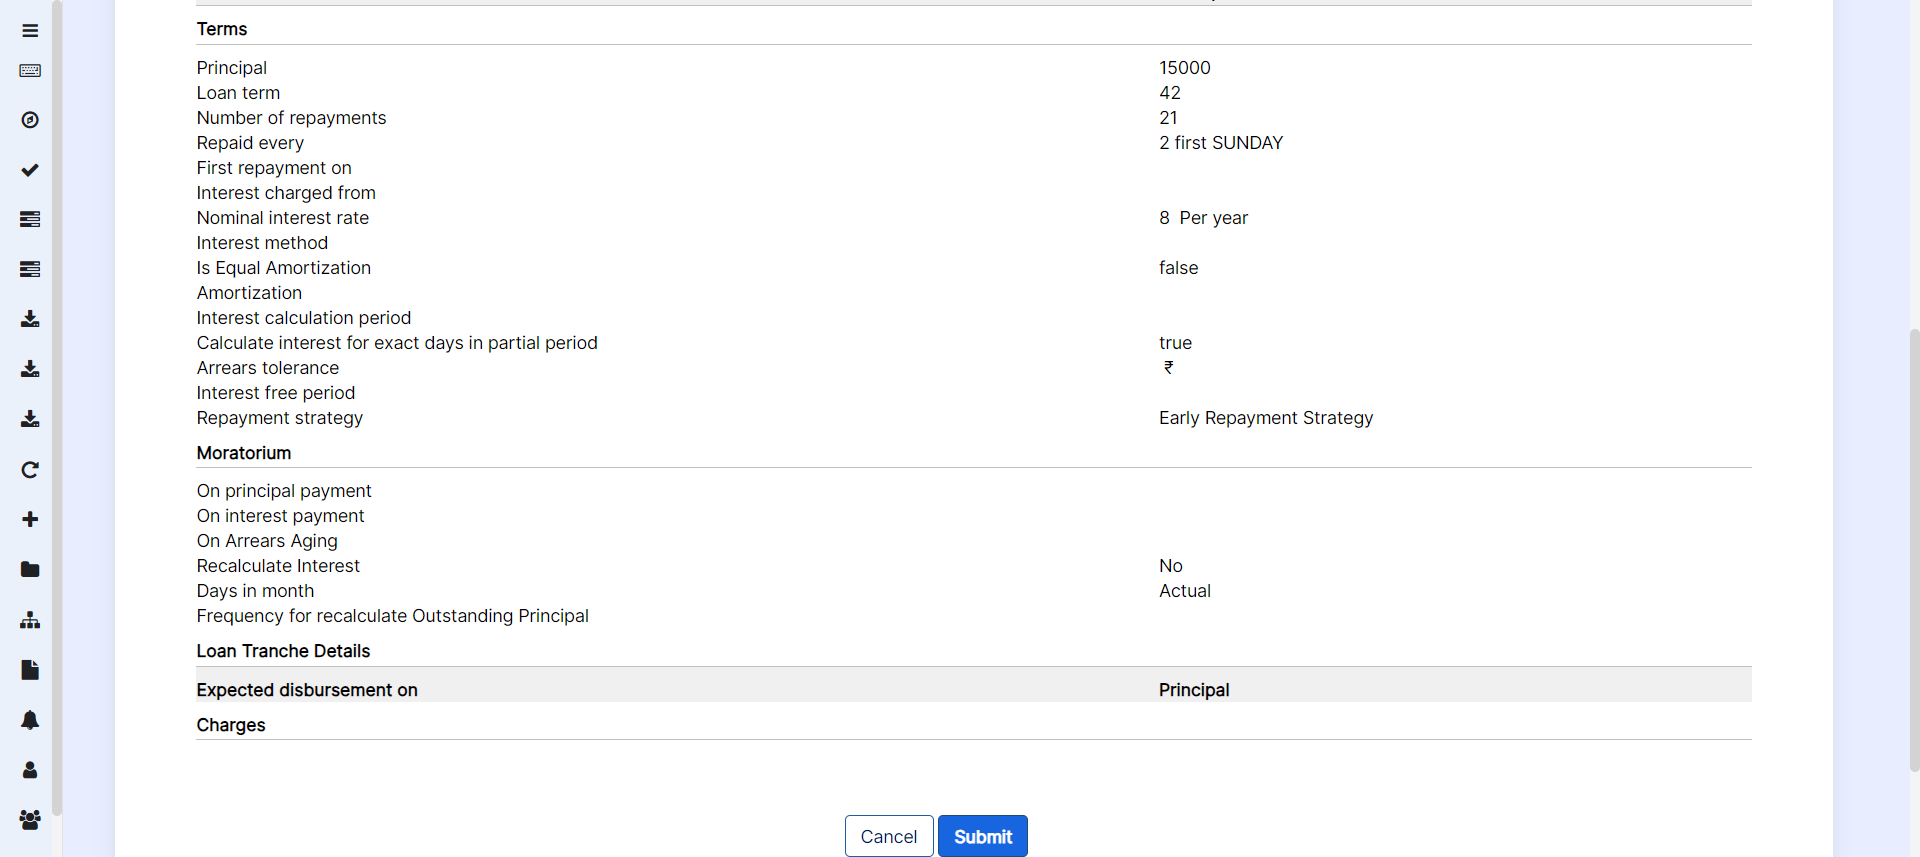 Terms
Principal 15000
Loan term 42
Number of repayments 21
Repaid every 2 first SUNDAY
First repayment on
Interest charged from
Nominal interest rate 8 Per year
Interest method
Is Equal Amortization false
Amortization
Interest calculation period
Calculate interest for exact days in partial period true
Arrears tolerance ₹
Interest free period
Repayment strategy Early Repayment Strategy
Moratorium
On principal payment
On interest payment
On Arrears Aging
Recalculate Interest No
Days in month Actual
Frequency for recalculate Outstanding Principal
Loan Tranche Details
Expected disbursement on Principal
Charges
Cancel Submit